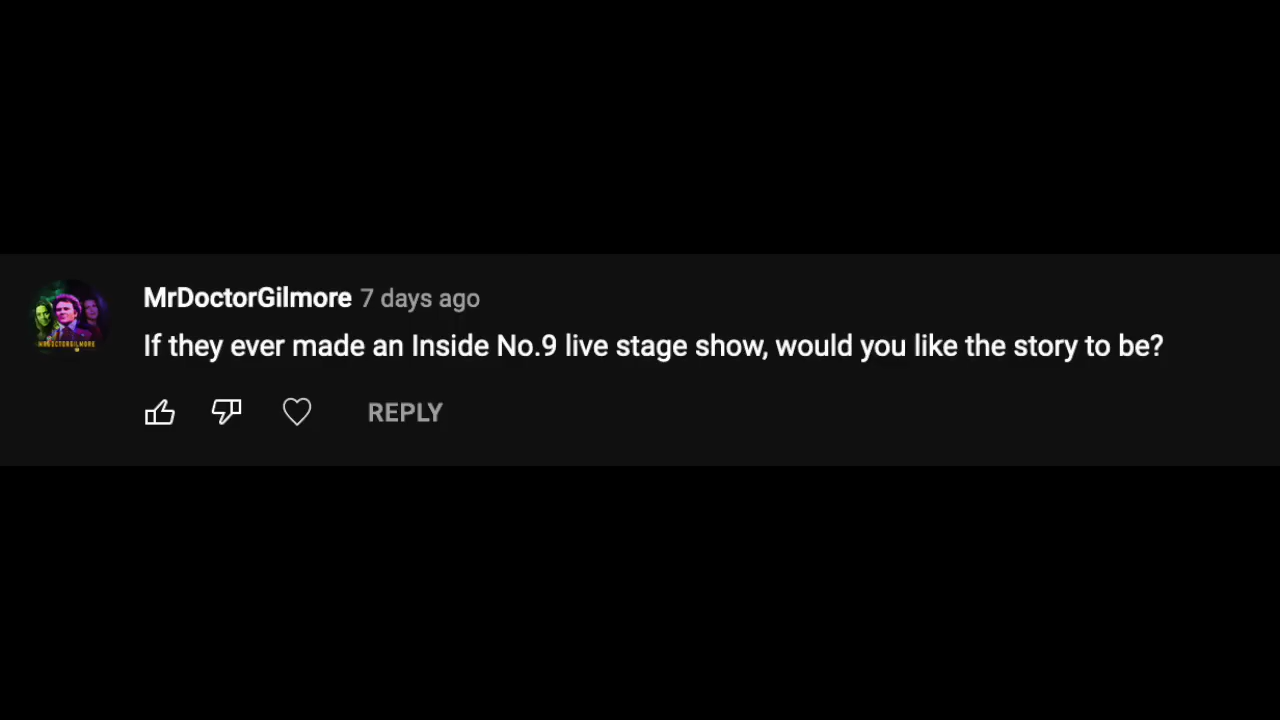 MrDoctorGilmore 7 days ago
If they ever made an Inside No.9 live stage show, would you like the story to be?
REPLY
MRDOCTORGILMORE